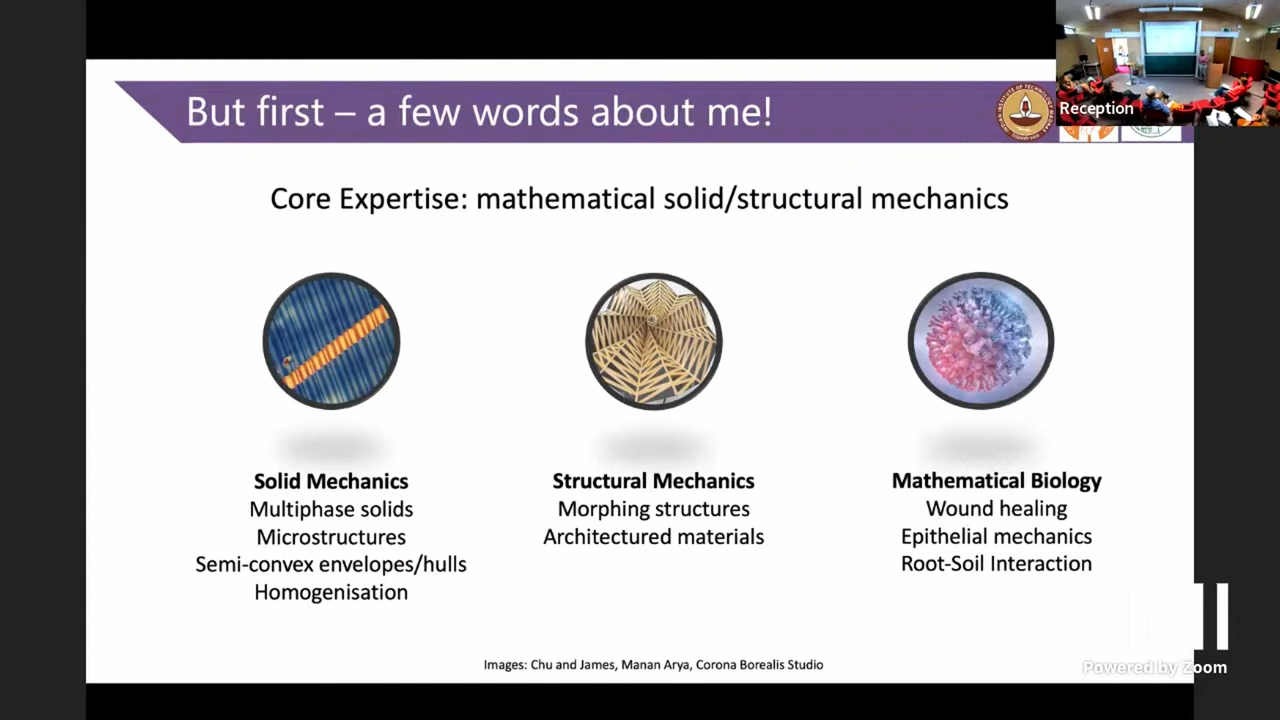 But first – a few words about me!
Reception
Core Expertise: mathematical solid/structural mechanics
Solid Mechanics
Multiphase solids
Microstructures
Semi-convex envelopes/hulls
Homogenisation
Structural Mechanics
Morphing structures
Architectured materials
Mathematical Biology
Wound healing
Epithelial mechanics
Root-Soil Interaction
Images: Chu and James, Manan Arya, Corona Borealis Studio
Powered by Zoom